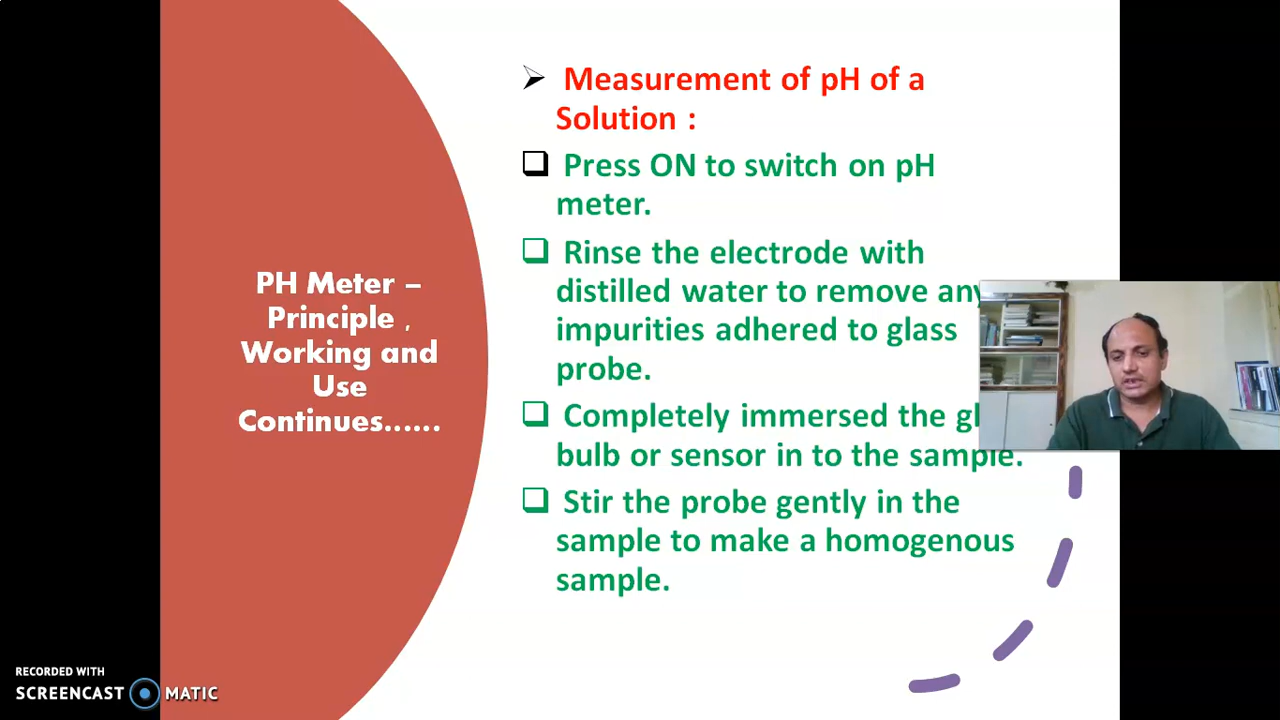 PH Meter –
Principle ,
Working and
Use
Continues......
Measurement of pH of a
Solution :
Press ON to switch on pH
meter.
Rinse the electrode with
distilled water to remove any
impurities adhered to glass
probe.
Completely immersed the
bulb or sensor in to the sample.
Stir the probe gently in the
sample to make a homogenous
sample.
RECORDED WITH
SCREENCAST MATIC